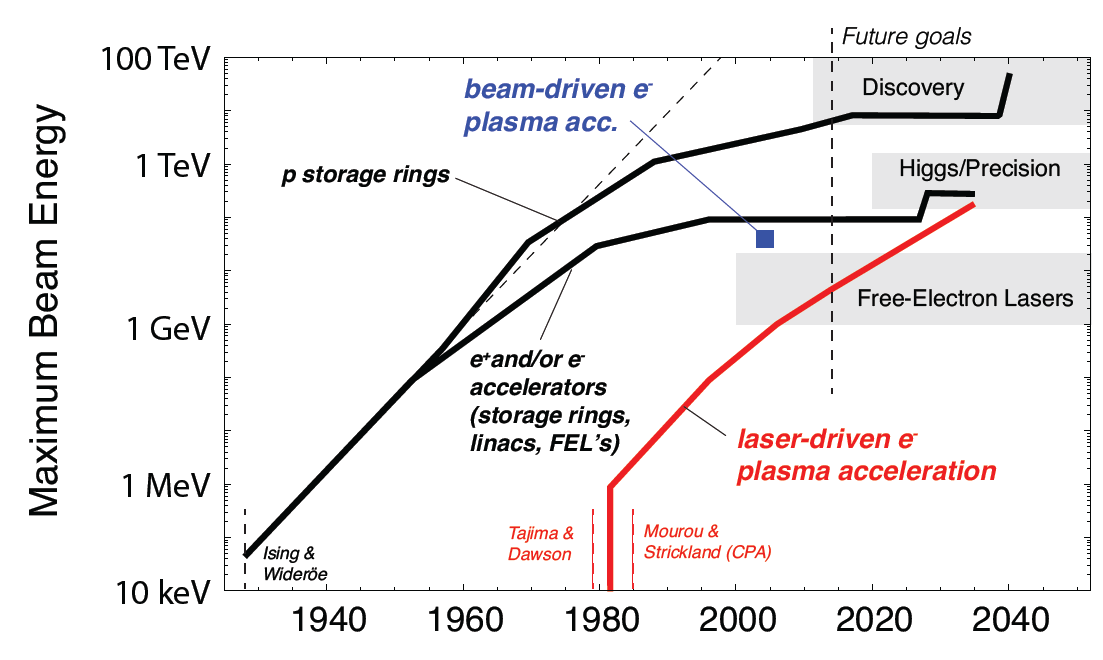 Future goals
100 TeV
beam-driven e-
plasma acc.
Discovery
1 TeV
p storage rings
Higgs/Precision
Maximum Beam Energy
Free-Electron Lasers
1 GeV
e+and/or e-
accelerators
(storage rings,
linacs, FEL's)
laser-driven e-
plasma acceleration
1 MeV
Tajima &
Dawson
Mourou &
Strickland (CPA)
Ising &
Wideröe
10 keV
1940
1960
1980
2000
2020
2040